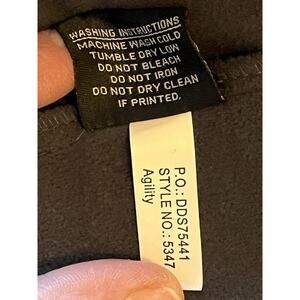 WASHING INSTRUCTIONS
MACHINE WASH COLD
TUMBLE DRY LOW
DO NOT BLEACH
DO NOT IRON
DO NOT DRY CLEAN
IF PRINTED.
P.O.: DDS75441
STYLE NO.: 5347
Agility